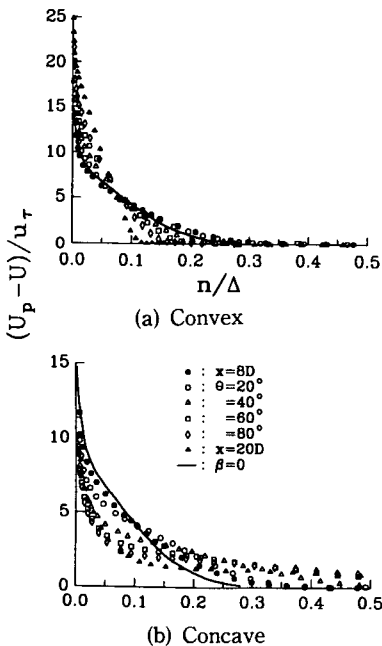 (U_p−U)/u_τ
25
20
15
10
5
0
0.0 0.1 0.2 0.3 0.4 0.5
n/Δ
(a) Convex
15
10
5
0
● : x=8D
○ : θ=20°
△ : =40°
□ : =60°
◇ : =80°
▲ : x=20D
— : β=0
0.0 0.1 0.2 0.3 0.4 0.5
(b) Concave